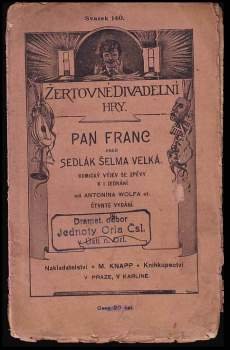 Svazek 140.
ŽERTOVNÉ DIVADELNÍ
HRY.
PAN FRANC
SEDLÁK ŠELMA VELKÁ.
KOMICKÝ VÝJEV SE ZPĚVY
V 1 JEDNÁNÍ
od ANTONÍNA WOLFA st.
ČTVRTÉ VYDÁNÍ.
Dramat. odbor
Jednoty Orla Čsl.
Nakladatelství • M. KNAPP • Knihkupectví
V PRAZE, V KARLÍNĚ.
Cena